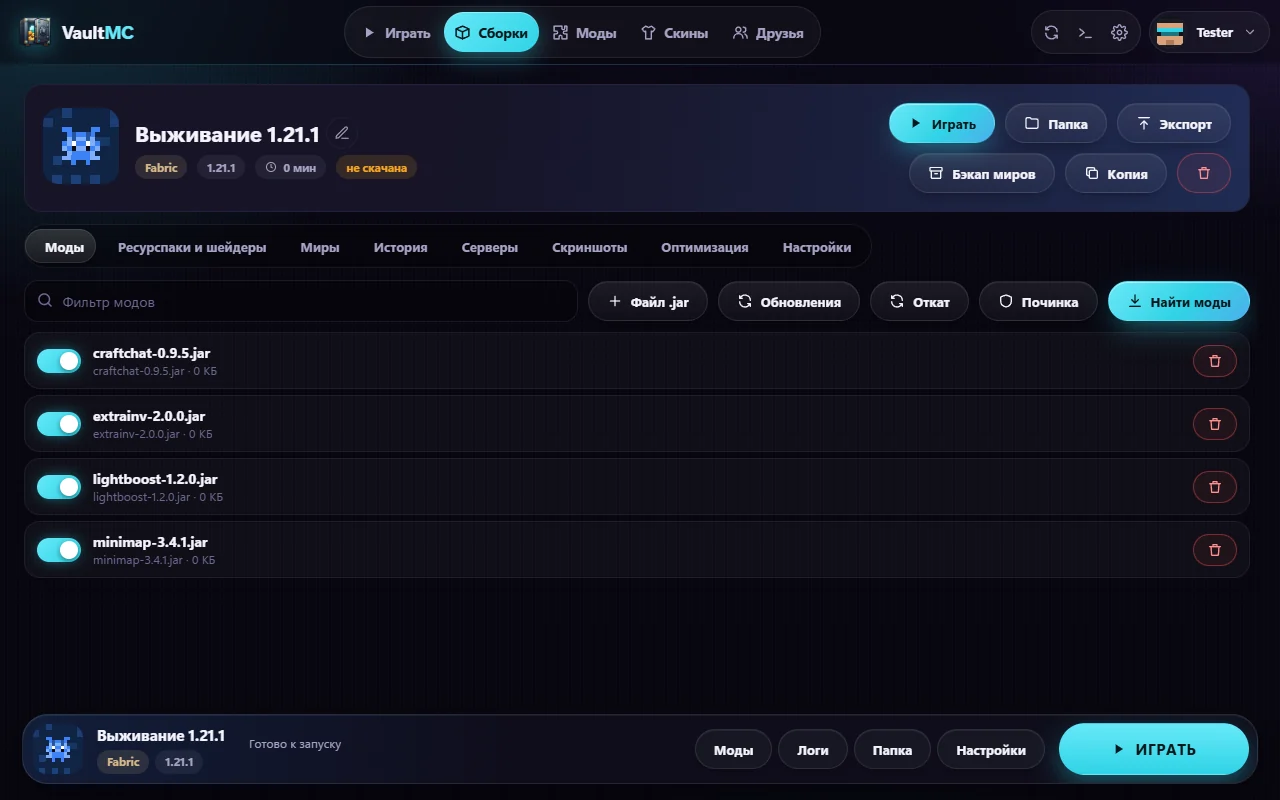 VaultMC
Играть
Сборки
Моды
Скины
Друзья
Tester
Выживание 1.21.1
Fabric
1.21.1
0 мин
не скачана
Играть
Папка
Экспорт
Бэкап миров
Копия
Моды
Ресурспаки и шейдеры
Миры
История
Серверы
Скриншоты
Оптимизация
Настройки
Фильтр модов
Файл .jar
Обновления
Откат
Починка
Найти моды
craftchat-0.9.5.jar
craftchat-0.9.5.jar · 0 КБ
extrainv-2.0.0.jar
extrainv-2.0.0.jar · 0 КБ
lightboost-1.2.0.jar
lightboost-1.2.0.jar · 0 КБ
minimap-3.4.1.jar
minimap-3.4.1.jar · 0 КБ
Выживание 1.21.1
Fabric
1.21.1
Готово к запуску
Моды
Логи
Папка
Настройки
ИГРАТЬ